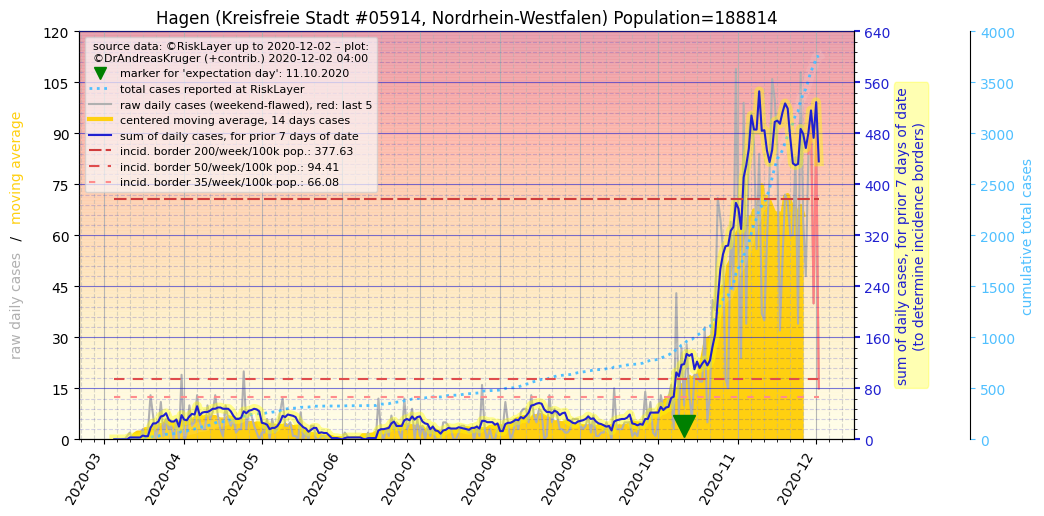 Hagen (Kreisfreie Stadt #05914, Nordrhein-Westfalen) Population=188814
source data: ©RiskLayer up to 2020-12-02 – plot:
©DrAndreasKruger (+contrib.) 2020-12-02 04:00
marker for 'expectation day': 11.10.2020
total cases reported at RiskLayer
raw daily cases (weekend-flawed), red: last 5
centered moving average, 14 days cases
sum of daily cases, for prior 7 days of date
incid. border 200/week/100k pop.: 377.63
incid. border 50/week/100k pop.: 94.41
incid. border 35/week/100k pop.: 66.08
raw daily cases / moving average
120
105
90
75
60
45
30
15
0
2020-03
2020-04
2020-05
2020-06
2020-07
2020-08
2020-09
2020-10
2020-11
2020-12
640
560
480
400
320
240
160
80
0
sum of daily cases, for prior 7 days of date
(to determine incidence borders)
4000
3500
3000
2500
2000
1500
1000
500
0
cumulative total cases